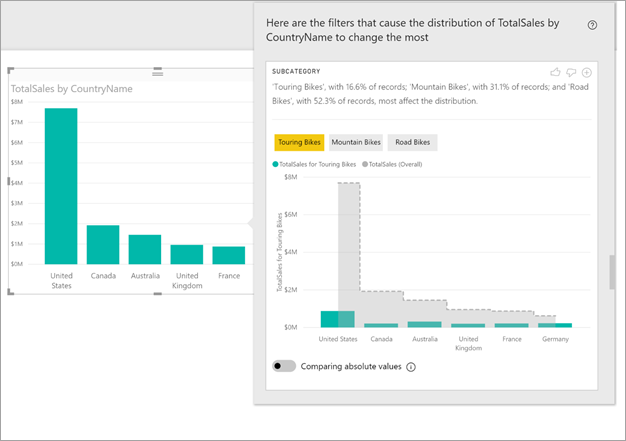 Here are the filters that cause the distribution of TotalSales by
CountryName to change the most
?
TotalSales by CountryName
$8M
$7M
$6M
$5M
$4M
$3M
$2M
$1M
$0M
United
States
Canada
Australia
United
Kingdom
France
SUBCATEGORY
'Touring Bikes', with 16.6% of records; 'Mountain Bikes', with 31.1% of records; and 'Road
Bikes', with 52.3% of records, most affect the distribution.
Touring Bikes
Mountain Bikes
Road Bikes
TotalSales for Touring Bikes
TotalSales (Overall)
TotalSales for Touring Bikes
$8M
$6M
$4M
$2M
$0M
United States
Canada
Australia
United
Kingdom
France
Germany
Comparing absolute values
i